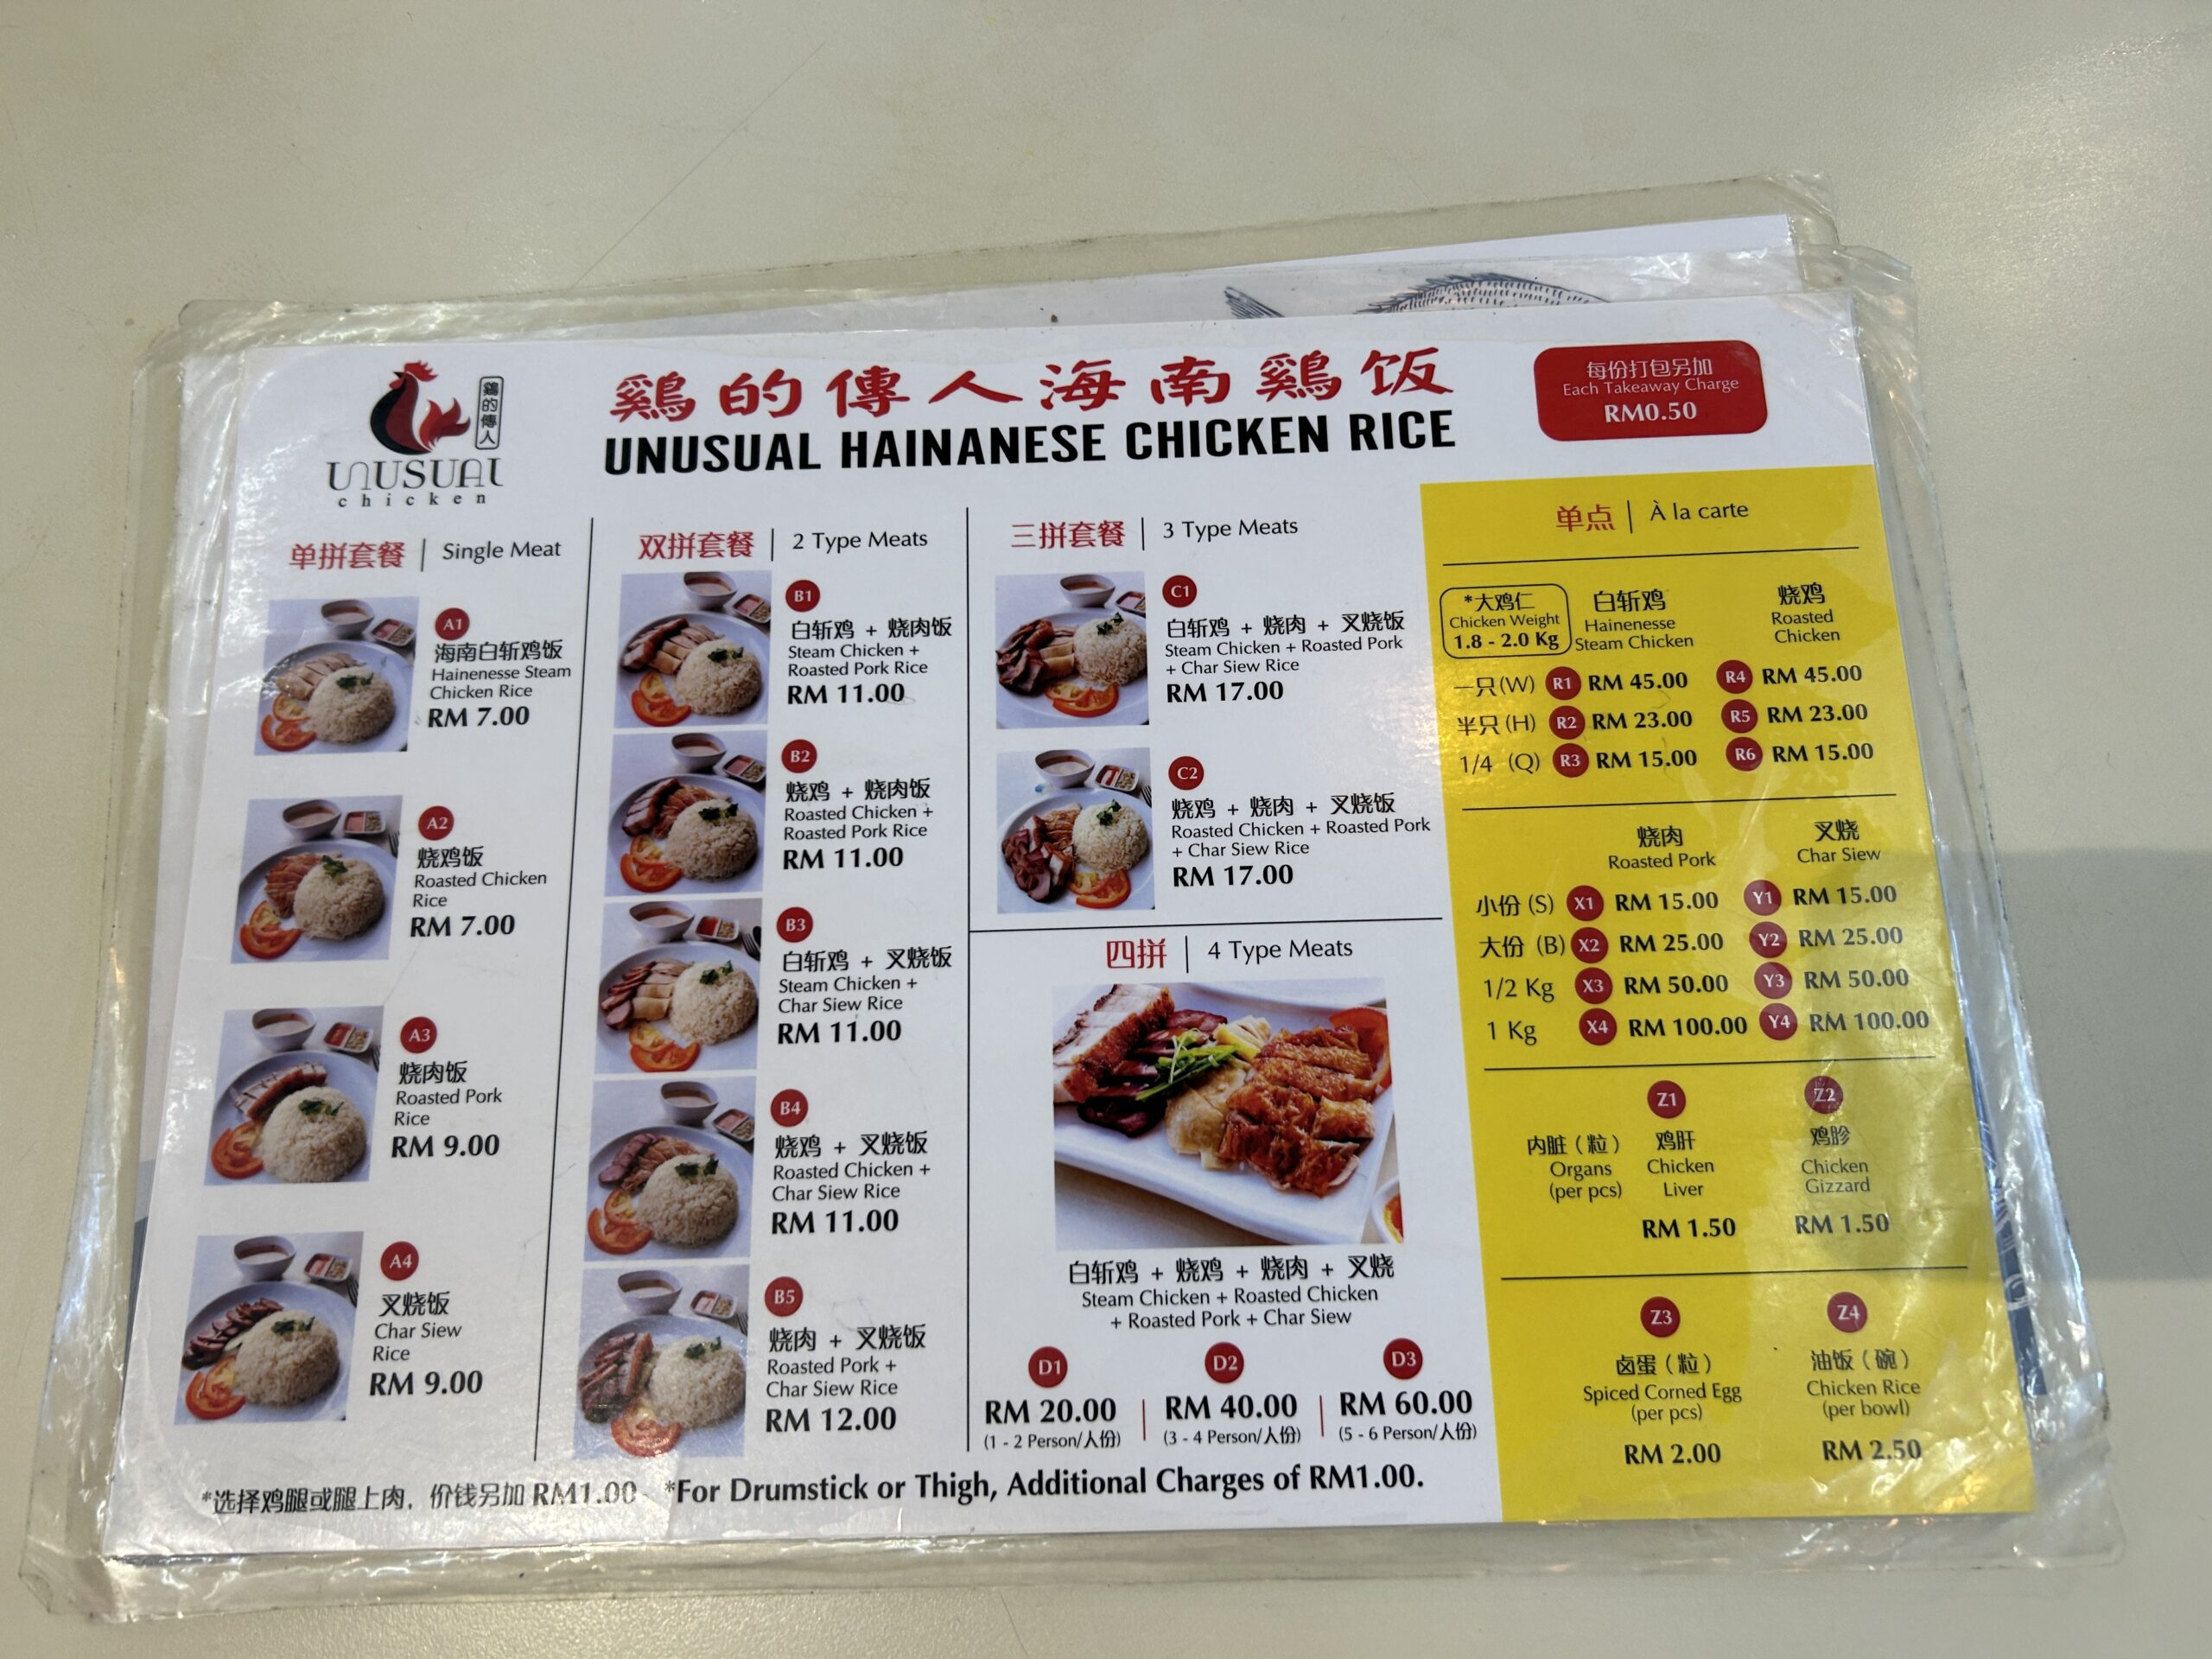 鷄的傳人
UNUSUAL
chicken
鷄的傳人海南鷄饭
UNUSUAL HAINANESE CHICKEN RICE
每份打包另加
Each Takeaway Charge
RM0.50
单拼套餐 | Single Meat
A1
海南白斩鸡饭
Hainenesse Steam
Chicken Rice
RM 7.00
A2
烧鸡饭
Roasted Chicken
Rice
RM 7.00
A3
烧肉饭
Roasted Pork
Rice
RM 9.00
A4
叉烧饭
Char Siew
Rice
RM 9.00
双拼套餐 | 2 Type Meats
B1
白斩鸡 + 烧肉饭
Steam Chicken +
Roasted Pork Rice
RM 11.00
B2
烧鸡 + 烧肉饭
Roasted Chicken +
Roasted Pork Rice
RM 11.00
B3
白斩鸡 + 叉烧饭
Steam Chicken +
Char Siew Rice
RM 11.00
B4
烧鸡 + 叉烧饭
Roasted Chicken +
Char Siew Rice
RM 11.00
B5
烧肉 + 叉烧饭
Roasted Pork +
Char Siew Rice
RM 12.00
三拼套餐 | 3 Type Meats
C1
白斩鸡 + 烧肉 + 叉烧饭
Steam Chicken + Roasted Pork
+ Char Siew Rice
RM 17.00
C2
烧鸡 + 烧肉 + 叉烧饭
Roasted Chicken + Roasted Pork
+ Char Siew Rice
RM 17.00
四拼 | 4 Type Meats
白斩鸡 + 烧鸡 + 烧肉 + 叉烧
Steam Chicken + Roasted Chicken
+ Roasted Pork + Char Siew
D1 D2 D3
RM 20.00 | RM 40.00 | RM 60.00
(1 - 2 Person/人份) (3 - 4 Person/人份) (5 - 6 Person/人份)
单点 | À la carte
*大鸡仁
Chicken Weight
1.8 - 2.0 Kg
白斩鸡
Hainenesse
Steam Chicken
烧鸡
Roasted
Chicken
一只(W) R1 RM 45.00 R4 RM 45.00
半只(H) R2 RM 23.00 R5 RM 23.00
1/4 (Q) R3 RM 15.00 R6 RM 15.00
烧肉 叉烧
Roasted Pork Char Siew
小份(S) X1 RM 15.00 Y1 RM 15.00
大份(B) X2 RM 25.00 Y2 RM 25.00
1/2 Kg X3 RM 50.00 Y3 RM 50.00
1 Kg X4 RM 100.00 Y4 RM 100.00
内脏（粒）
Organs
(per pcs)
Z1
鸡肝
Chicken
Liver
RM 1.50
Z2
鸡胗
Chicken
Gizzard
RM 1.50
Z3
卤蛋（粒）
Spiced Corned Egg
(per pcs)
RM 2.00
Z4
油饭（碗）
Chicken Rice
(per bowl)
RM 2.50
*选择鸡腿或腿上肉，价钱另加 RM1.00 *For Drumstick or Thigh, Additional Charges of RM1.00.